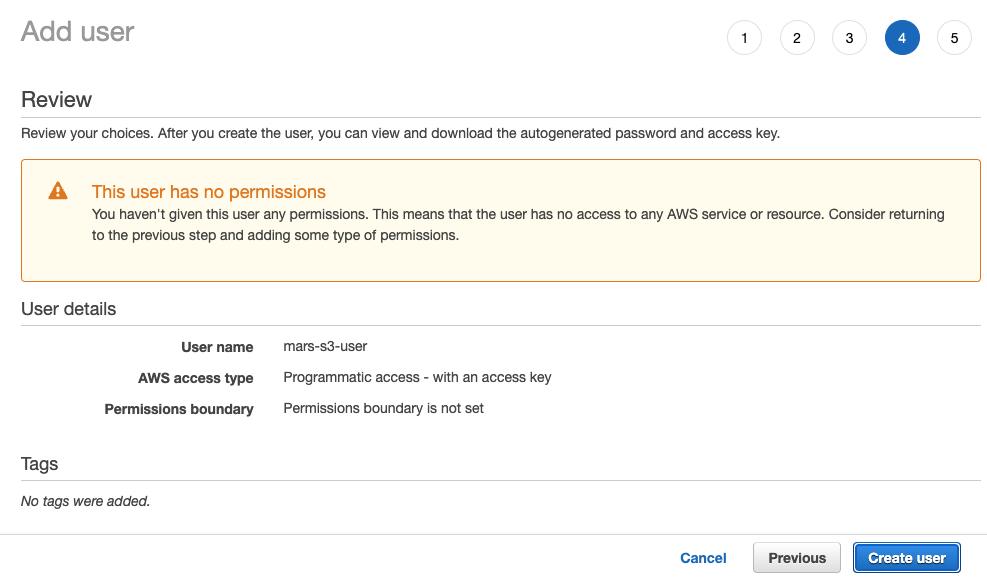 Add user
1 2 3 4 5
Review
Review your choices. After you create the user, you can view and download the autogenerated password and access key.
This user has no permissions
You haven't given this user any permissions. This means that the user has no access to any AWS service or resource. Consider returning
to the previous step and adding some type of permissions.
User details
User name mars-s3-user
AWS access type Programmatic access - with an access key
Permissions boundary Permissions boundary is not set
Tags
No tags were added.
Cancel Previous Create user